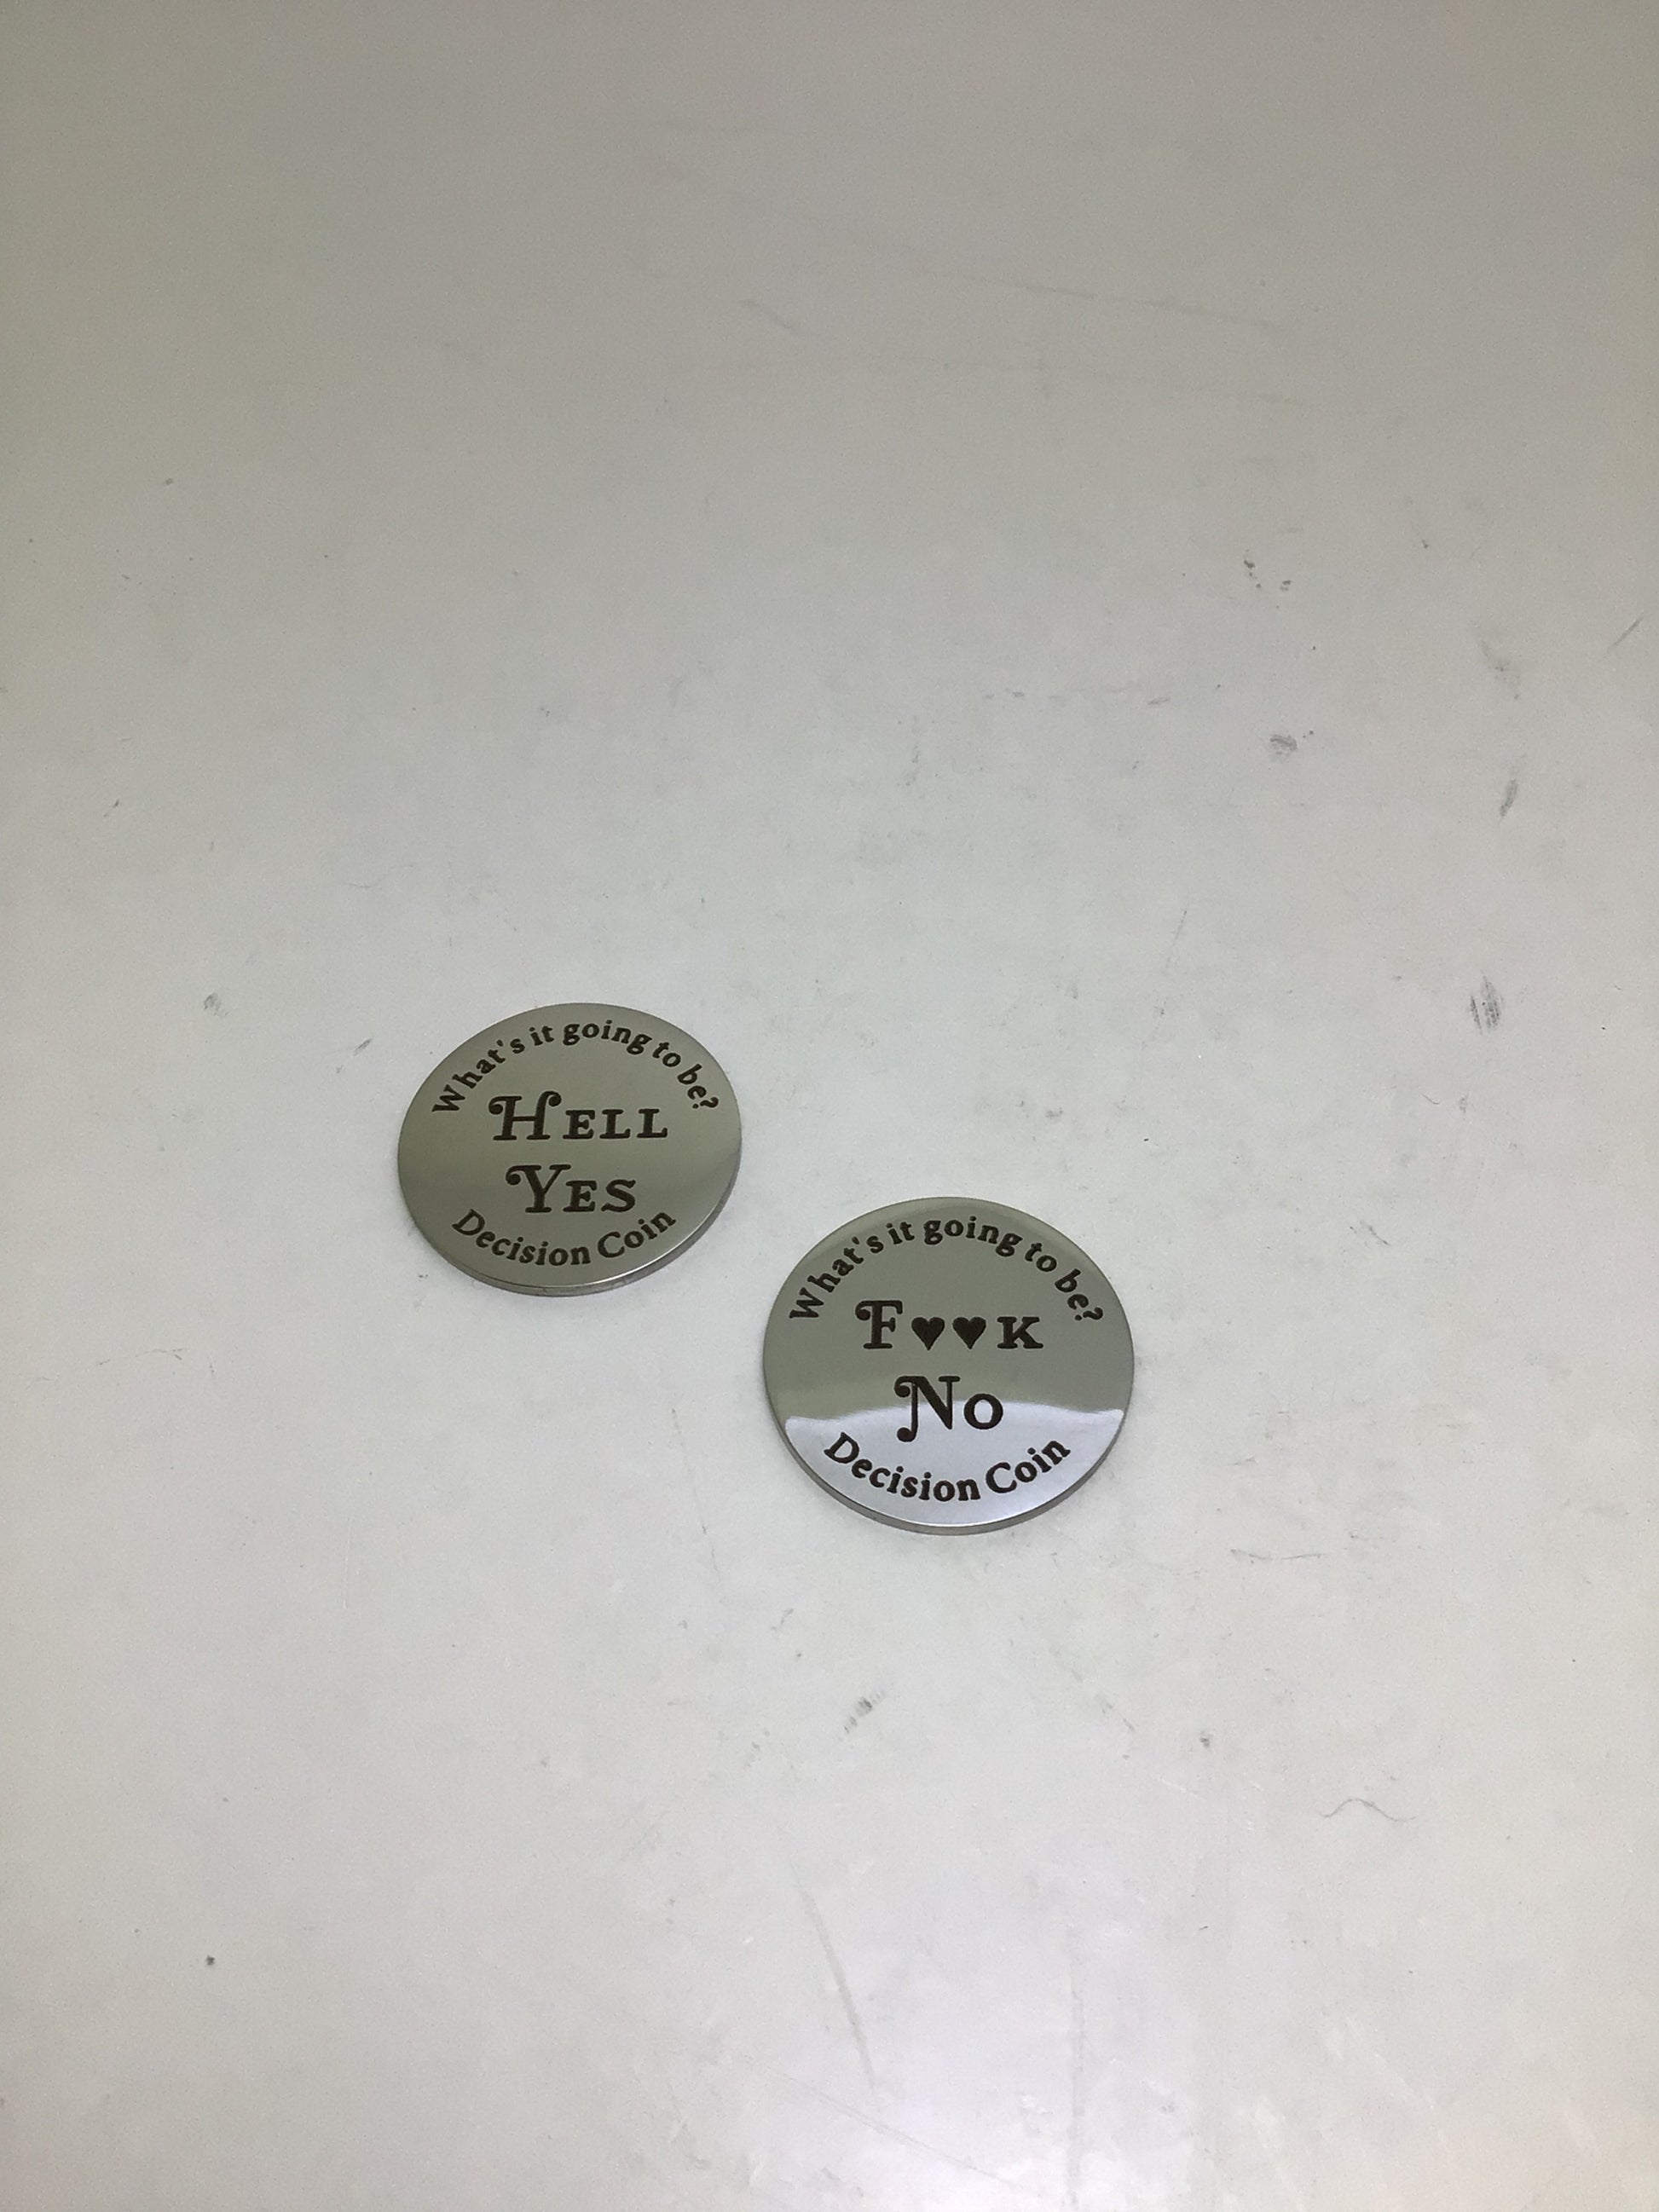 What's it going to be?
HELL
YES
Decision Coin
What's it going to be?
F♥♥K
No
Decision Coin